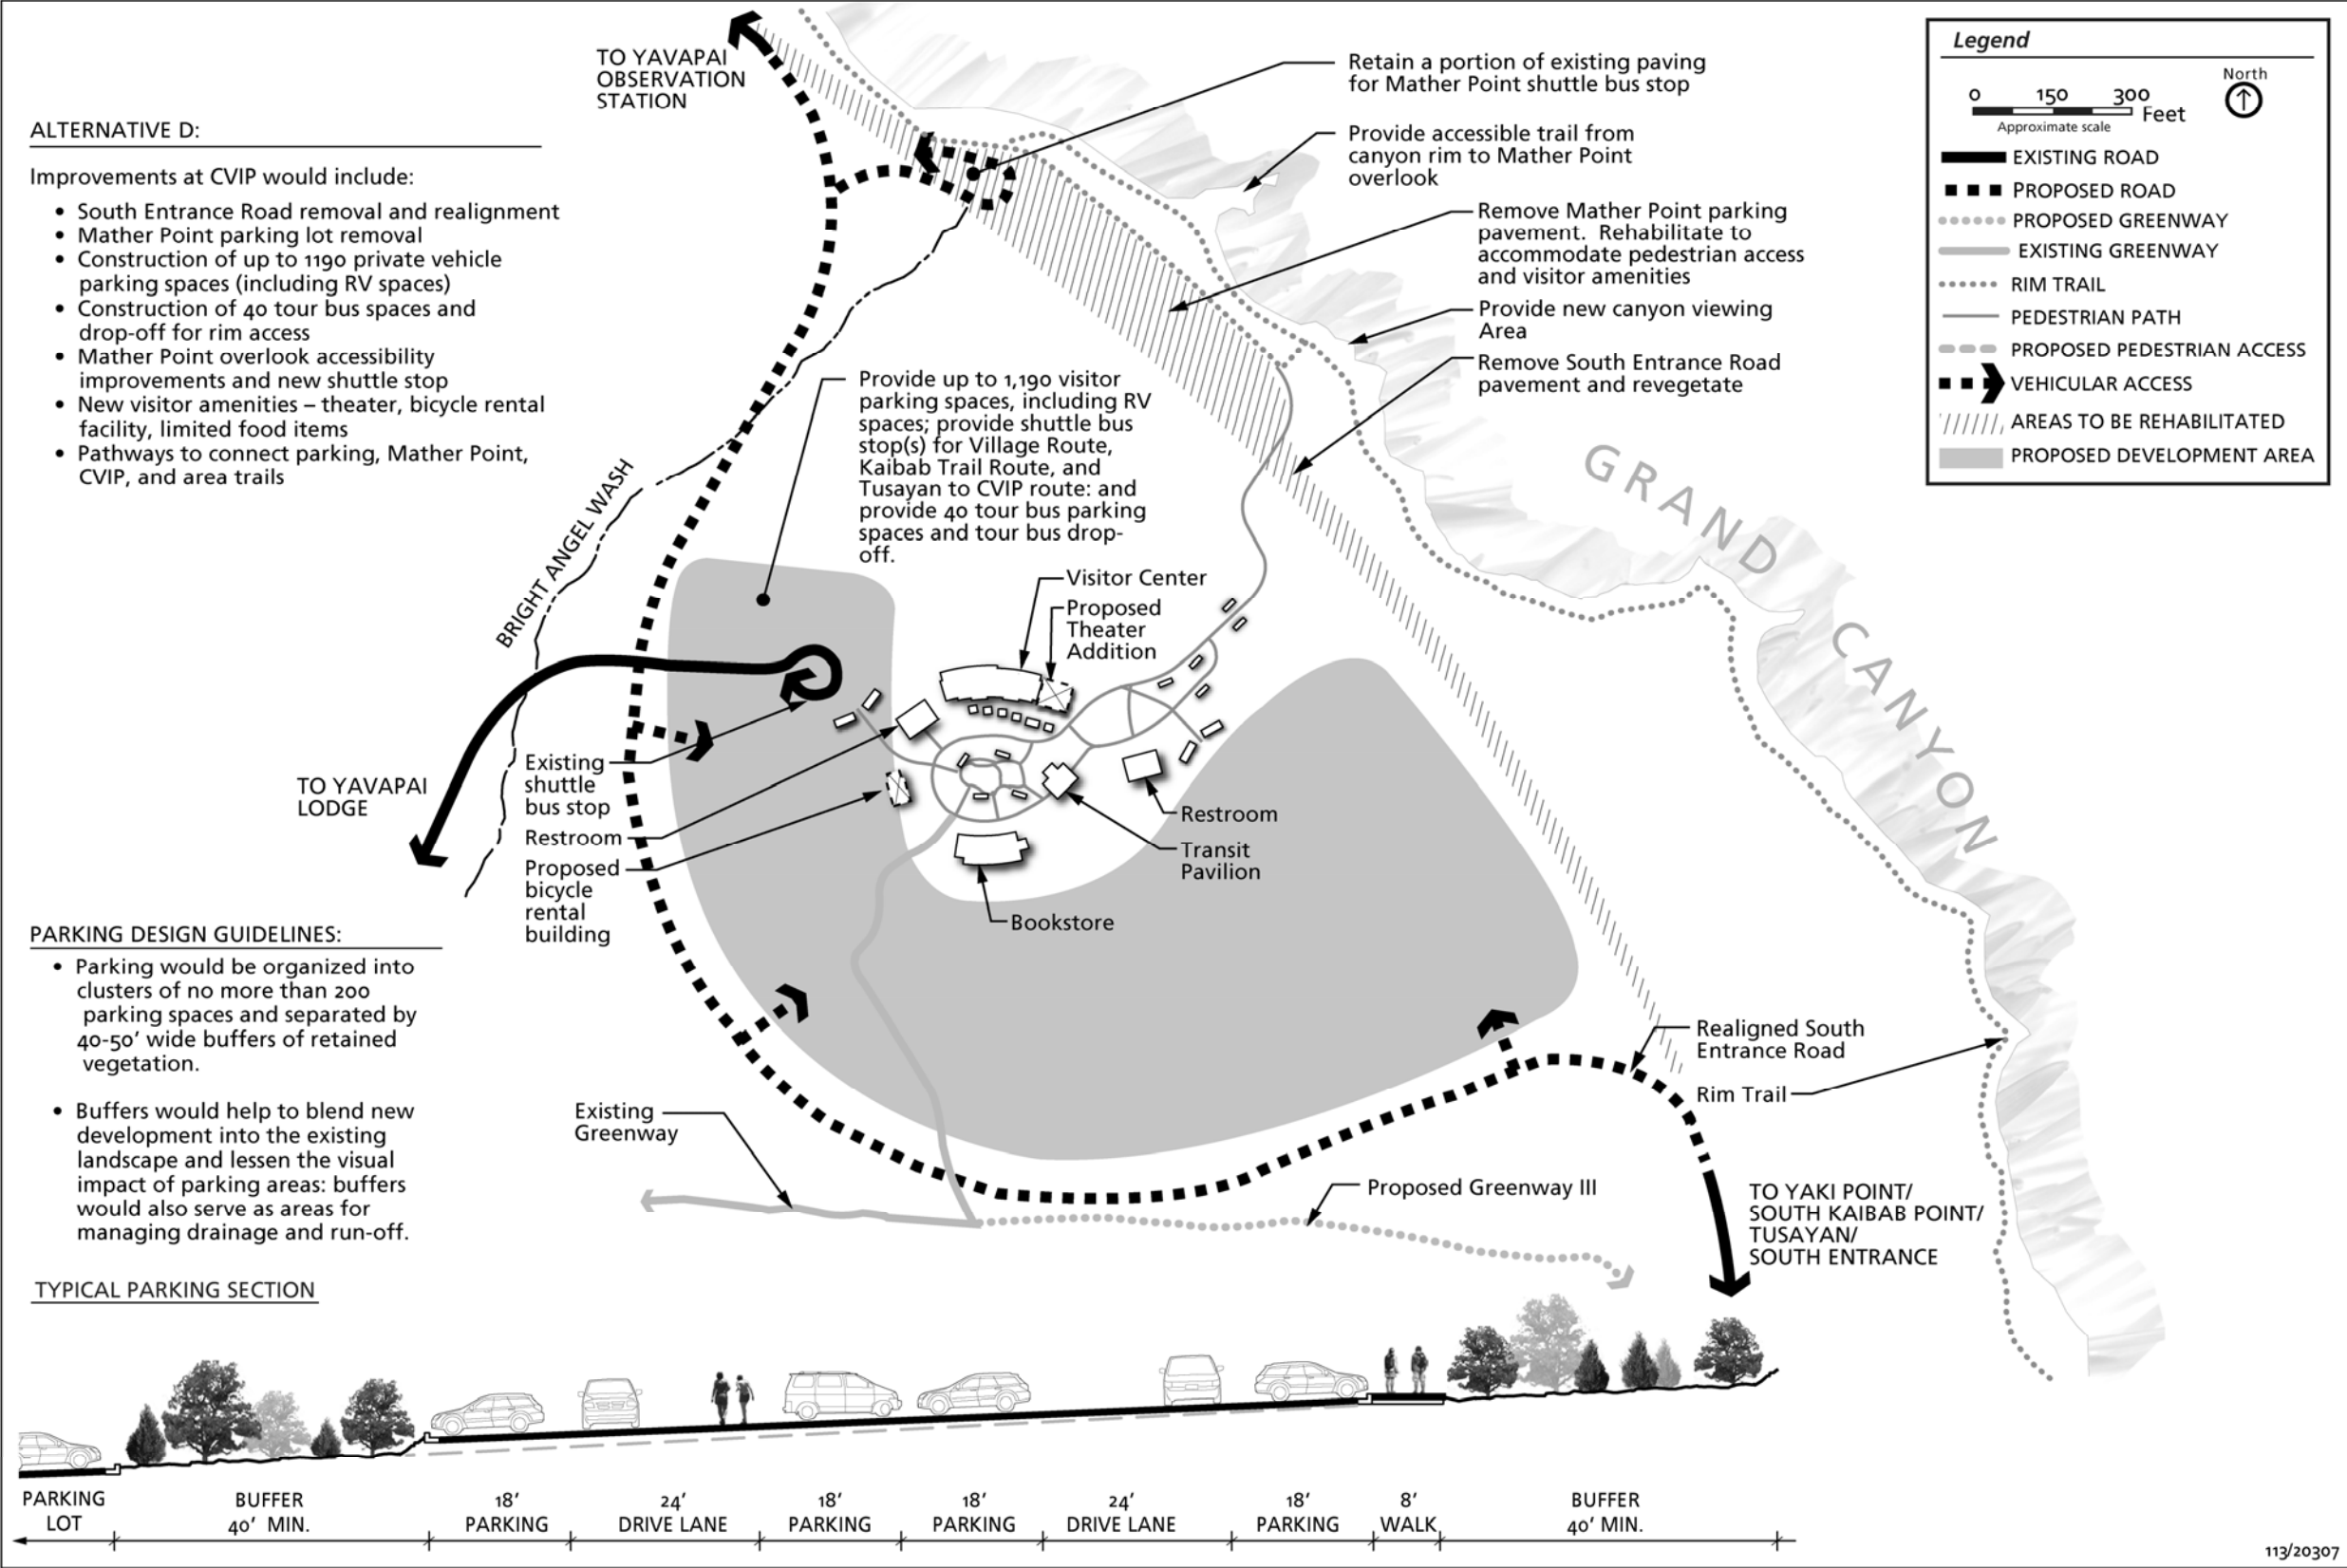 TO YAVAPAI
OBSERVATION
STATION
ALTERNATIVE D:
Improvements at CVIP would include:
• South Entrance Road removal and realignment
• Mather Point parking lot removal
• Construction of up to 1190 private vehicle
parking spaces (including RV spaces)
• Construction of 40 tour bus spaces and
drop-off for rim access
• Mather Point overlook accessibility
improvements and new shuttle stop
• New visitor amenities – theater, bicycle rental
facility, limited food items
• Pathways to connect parking, Mather Point,
CVIP, and area trails
Retain a portion of existing paving
for Mather Point shuttle bus stop
Provide accessible trail from
canyon rim to Mather Point
overlook
Remove Mather Point parking
pavement. Rehabilitate to
accommodate pedestrian access
and visitor amenities
Provide new canyon viewing
Area
Remove South Entrance Road
pavement and revegetate
Legend
0 150 300
Feet
Approximate scale
North
EXISTING ROAD
PROPOSED ROAD
PROPOSED GREENWAY
EXISTING GREENWAY
RIM TRAIL
PEDESTRIAN PATH
PROPOSED PEDESTRIAN ACCESS
VEHICULAR ACCESS
AREAS TO BE REHABILITATED
PROPOSED DEVELOPMENT AREA
Provide up to 1,190 visitor
parking spaces, including RV
spaces; provide shuttle bus
stop(s) for Village Route,
Kaibab Trail Route, and
Tusayan to CVIP route: and
provide 40 tour bus parking
spaces and tour bus drop-
off.
GRAND CANYON
BRIGHT ANGEL WASH
Visitor Center
Proposed
Theater
Addition
TO YAVAPAI
LODGE
Existing
shuttle
bus stop
Restroom
Proposed
bicycle
rental
building
Restroom
Transit
Pavilion
Bookstore
PARKING DESIGN GUIDELINES:
• Parking would be organized into
clusters of no more than 200
parking spaces and separated by
40-50' wide buffers of retained
vegetation.
• Buffers would help to blend new
development into the existing
landscape and lessen the visual
impact of parking areas: buffers
would also serve as areas for
managing drainage and run-off.
Existing
Greenway
Realigned South
Entrance Road
Rim Trail
Proposed Greenway III
TO YAKI POINT/
SOUTH KAIBAB POINT/
TUSAYAN/
SOUTH ENTRANCE
TYPICAL PARKING SECTION
PARKING
LOT
BUFFER
40' MIN.
18'
PARKING
24'
DRIVE LANE
18'
PARKING
18'
PARKING
24'
DRIVE LANE
18'
PARKING
8'
WALK
BUFFER
40' MIN.
113/20307